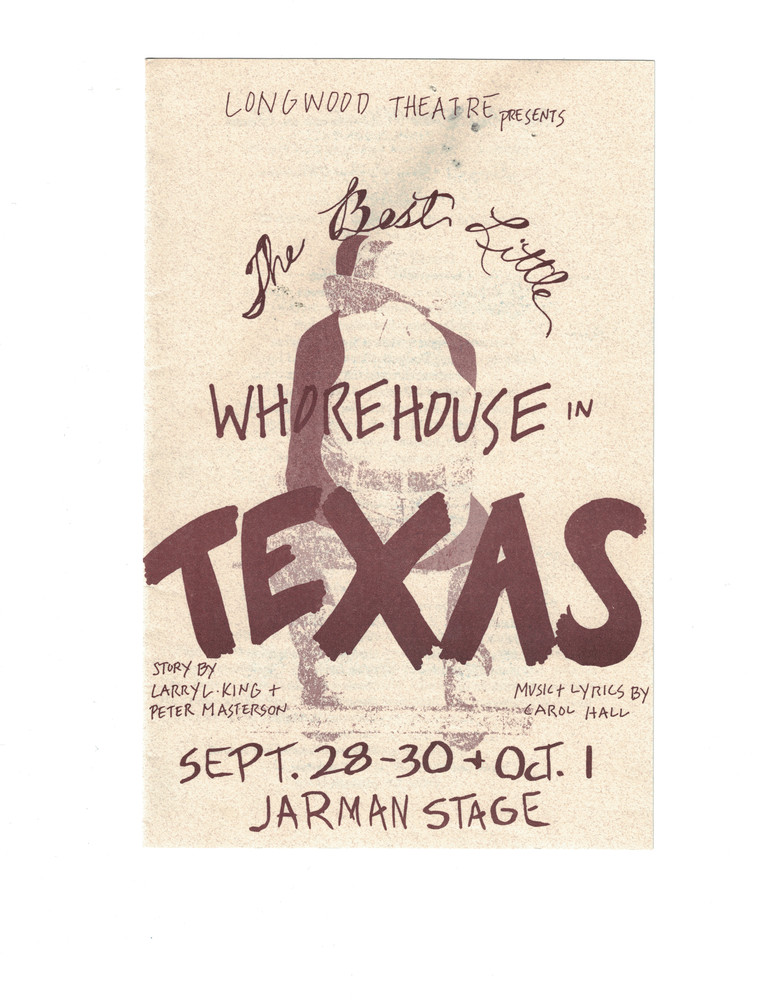 LONGWOOD THEATRE PRESENTS
The Best Little
WHOREHOUSE IN
TEXAS
STORY BY
LARRY L. KING +
PETER MASTERSON
MUSIC + LYRICS BY
CAROL HALL
SEPT. 28-30 + OCT. 1
JARMAN STAGE